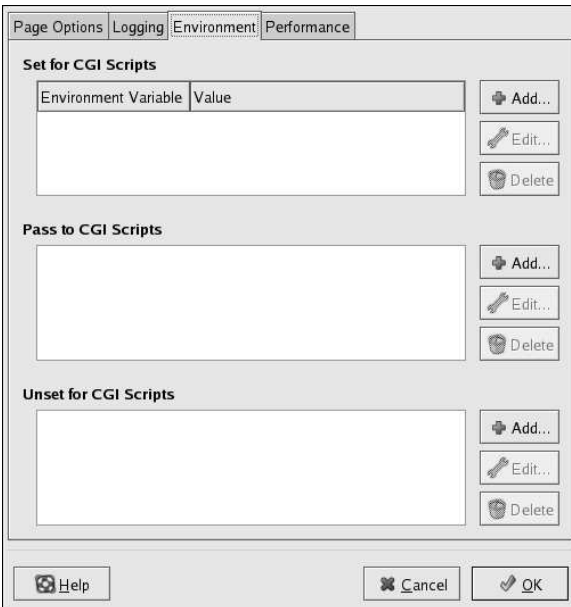 Page Options Logging Environment Performance
Set for CGI Scripts
Environment Variable Value
Add...
Edit...
Delete
Pass to CGI Scripts
Add...
Edit...
Delete
Unset for CGI Scripts
Add...
Edit...
Delete
Help Cancel OK